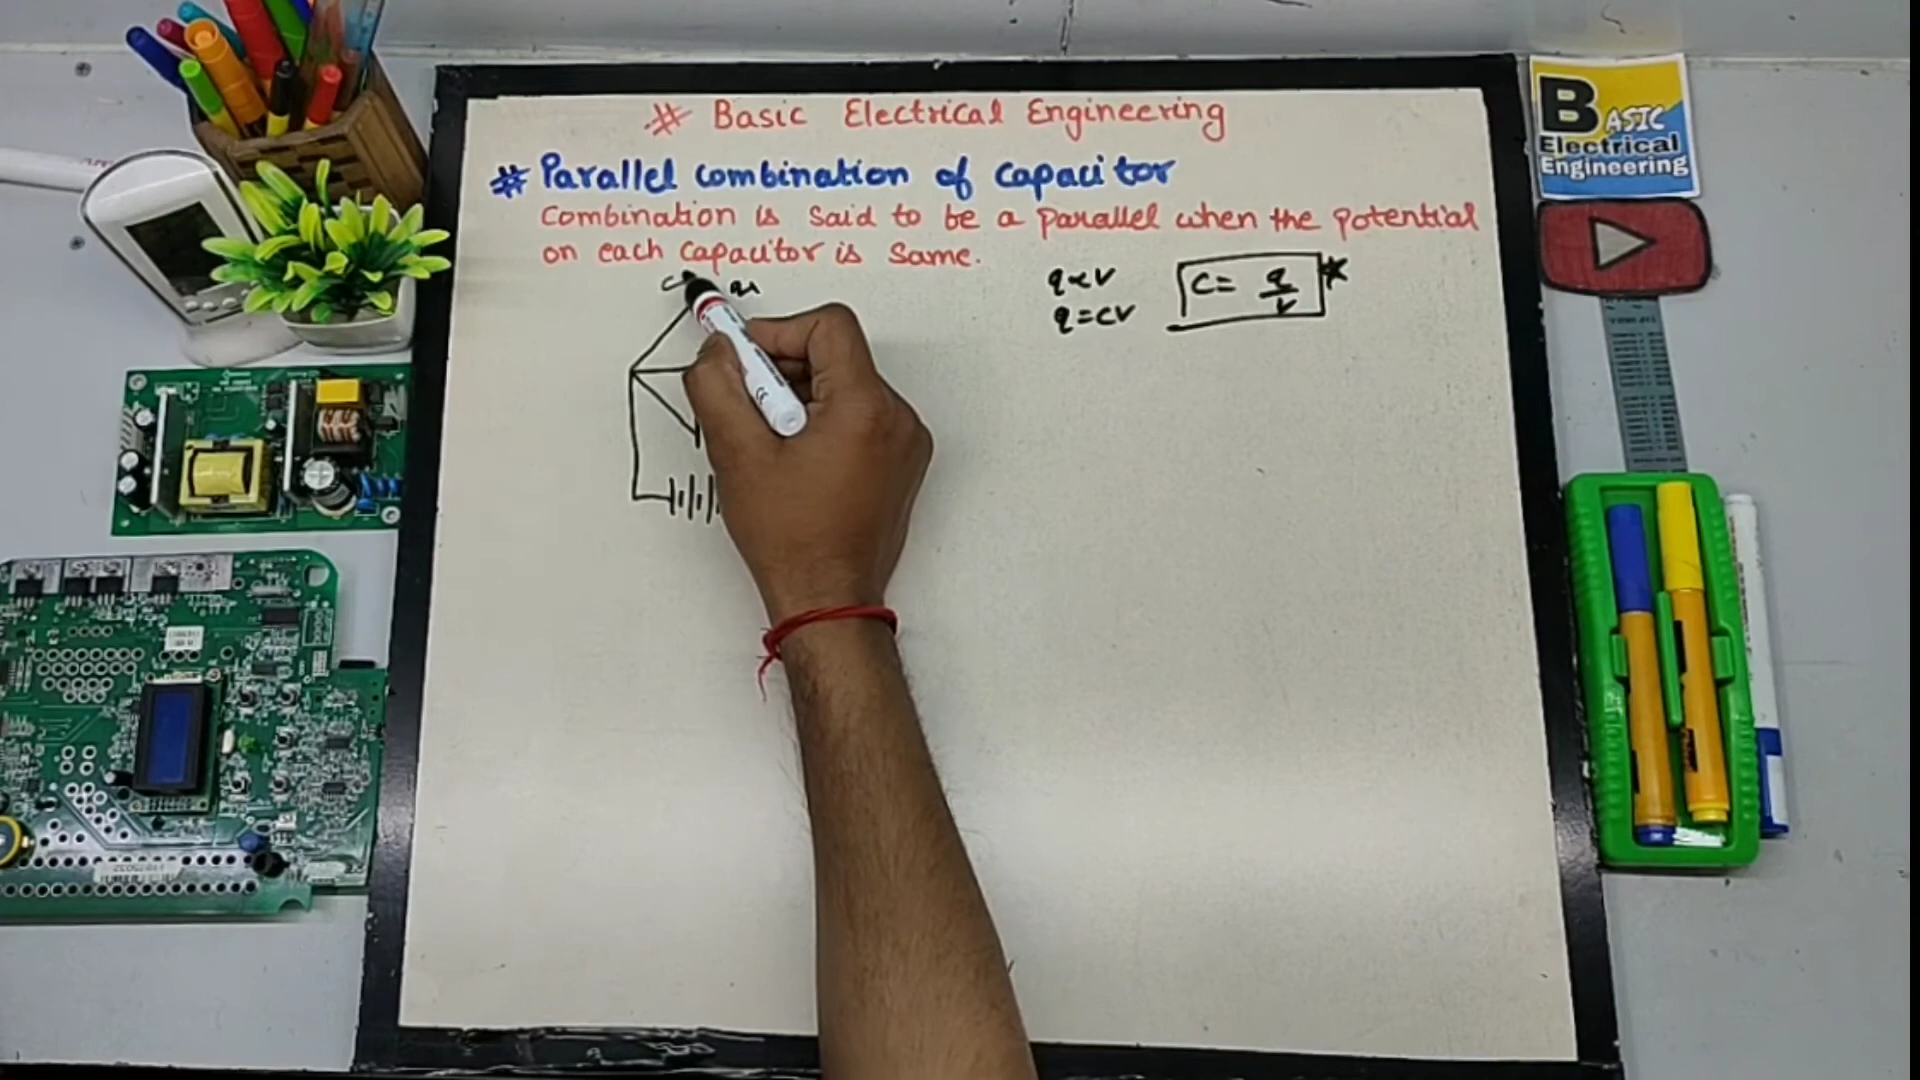 # Basic Electrical Engineering
# Parallel combination of capacitor
combination is said to be a parallel when the potential
on each capacitor is same.
q∝V
q=cv
C= q/v *
BASIC
Electrical
Engineering